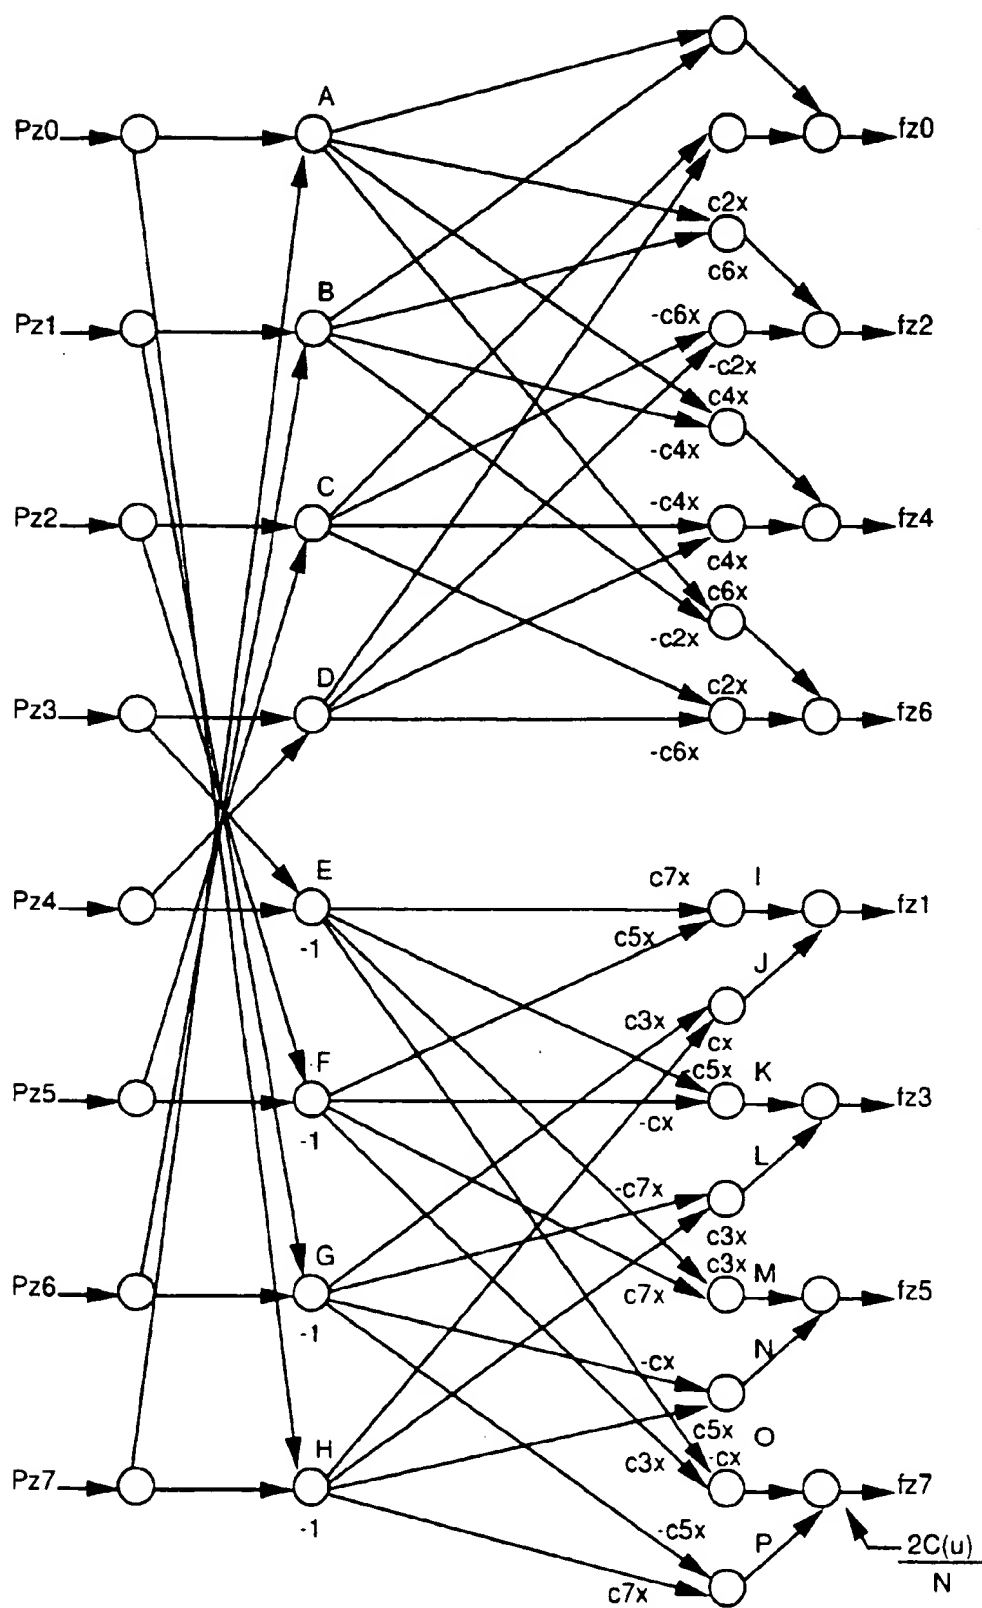 A
Pz0
fz0
c2x
c6x
B
Pz1
-c6x
fz2
-c2x
c4x
-c4x
C
Pz2
-c4x
fz4
c4x
c6x
-c2x
D
c2x
Pz3
fz6
-c6x
E
c7x
I
Pz4
fz1
-1
c5x
J
c3x
cx
F
-c5x
K
Pz5
fz3
-1
-cx
L
-c7x
c3x
G
c3x
M
Pz6
c7x
fz5
-1
N
-cx
c5x
O
H
c3x
-cx
Pz7
fz7
-1
-c5x
P
2C(u)
N
c7x